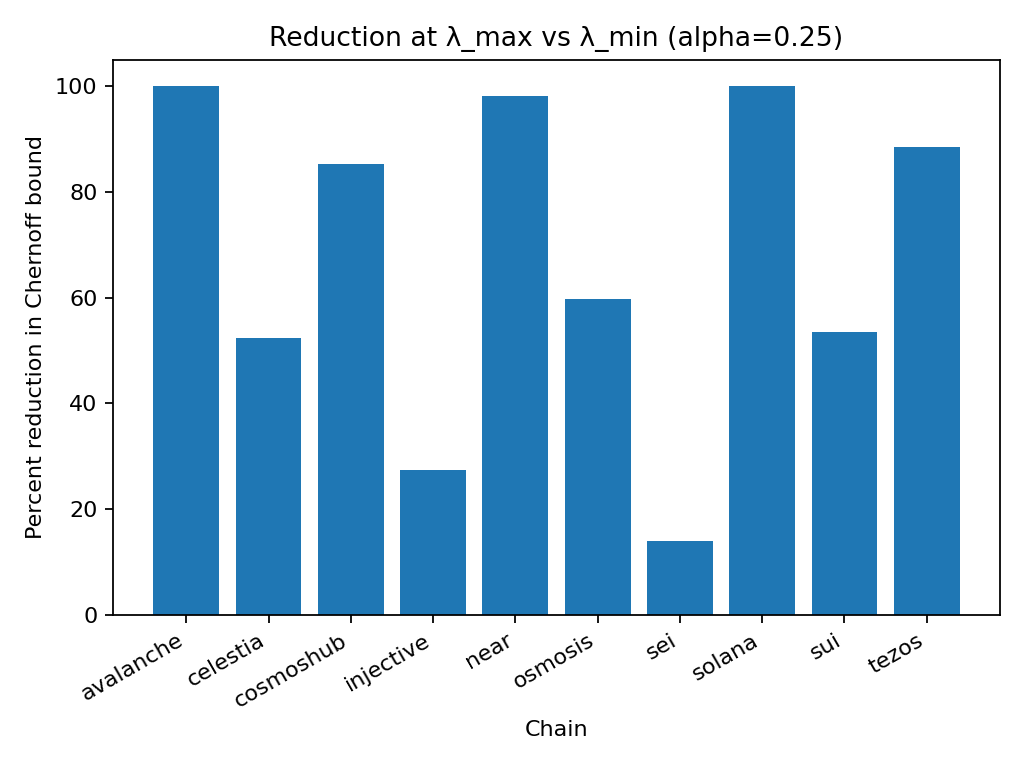 Reduction at λ_max vs λ_min (alpha=0.25)
Percent reduction in Chernoff bound
100
80
60
40
20
0
avalanche
celestia
cosmoshub
injective
near
osmosis
sei
solana
sui
tezos
Chain